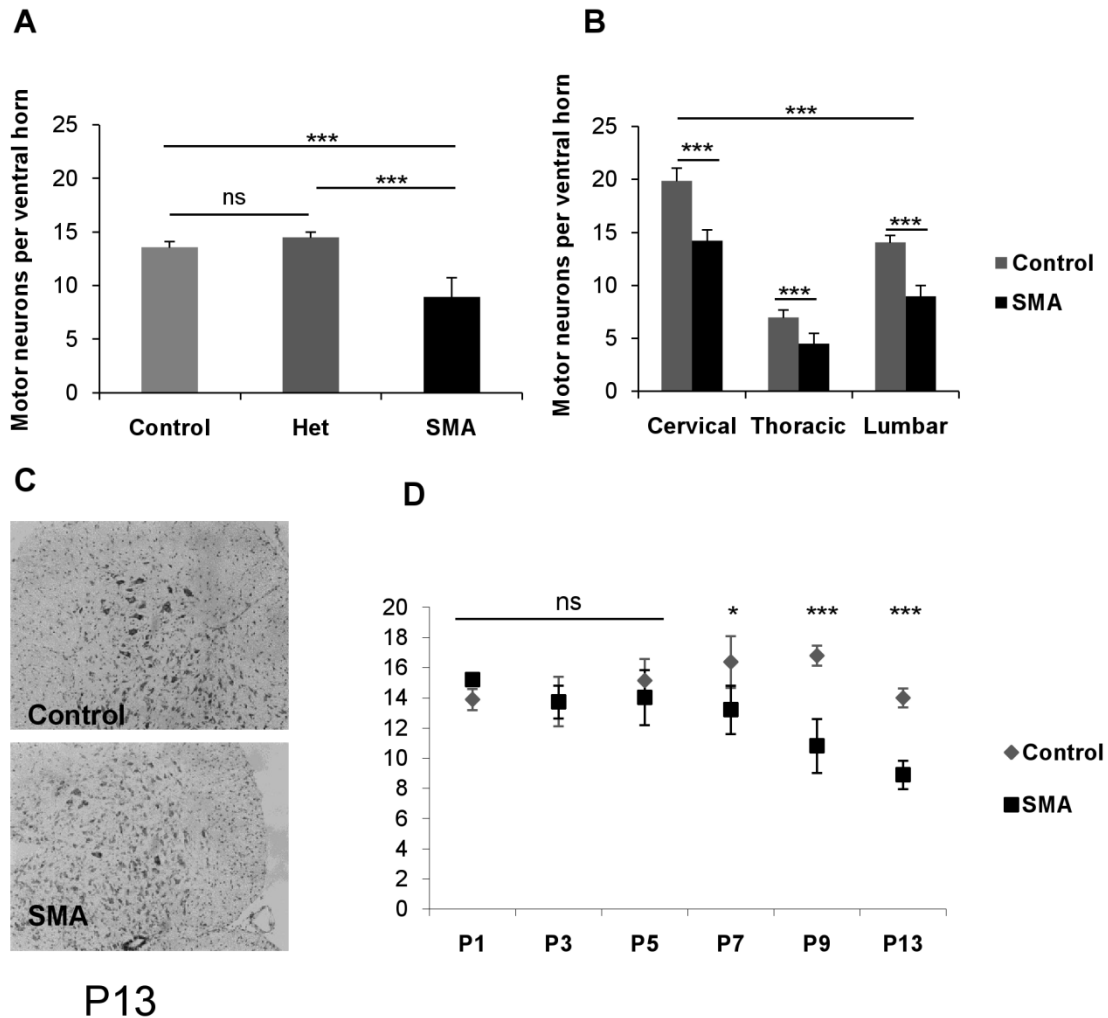 A
Motor neurons per ventral horn
25
20
15
10
5
0
***
***
ns
Control Het SMA
B
Motor neurons per ventral horn
25
20
15
10
5
0
***
***
***
***
Cervical Thoracic Lumbar
Control
SMA
C
Control
SMA
P13
D
20
18
16
14
12
10
8
6
4
2
0
ns
* *** ***
P1 P3 P5 P7 P9 P13
Control
SMA